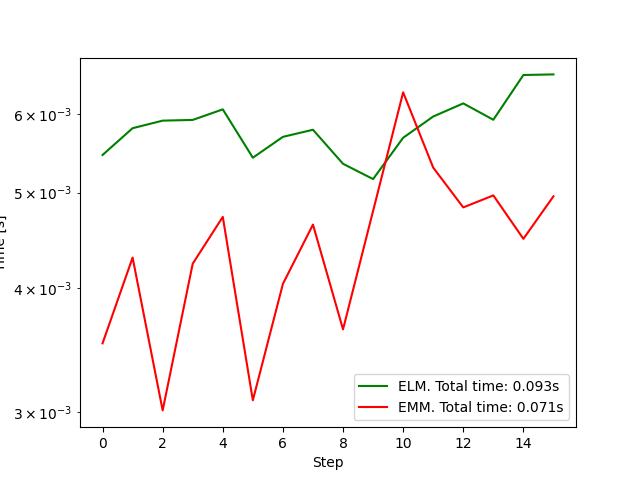 6 × 10⁻³
5 × 10⁻³
4 × 10⁻³
3 × 10⁻³
[s]
0 2 4 6 8 10 12 14
Step
ELM. Total time: 0.093s
EMM. Total time: 0.071s